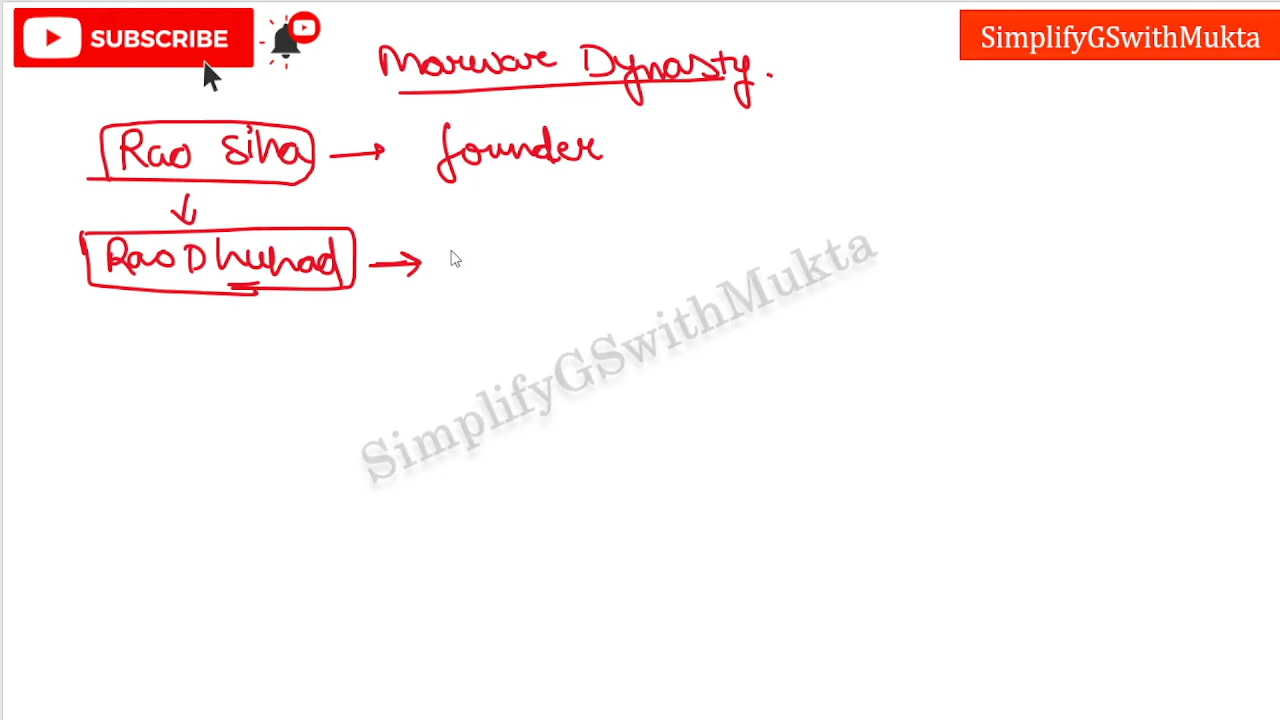 SUBSCRIBE
SimplifyGSwithMukta
Marwar Dynasty.
Rao Siha → founder
↓
Rao Dhuhad →
SimplifyGSwithMukta